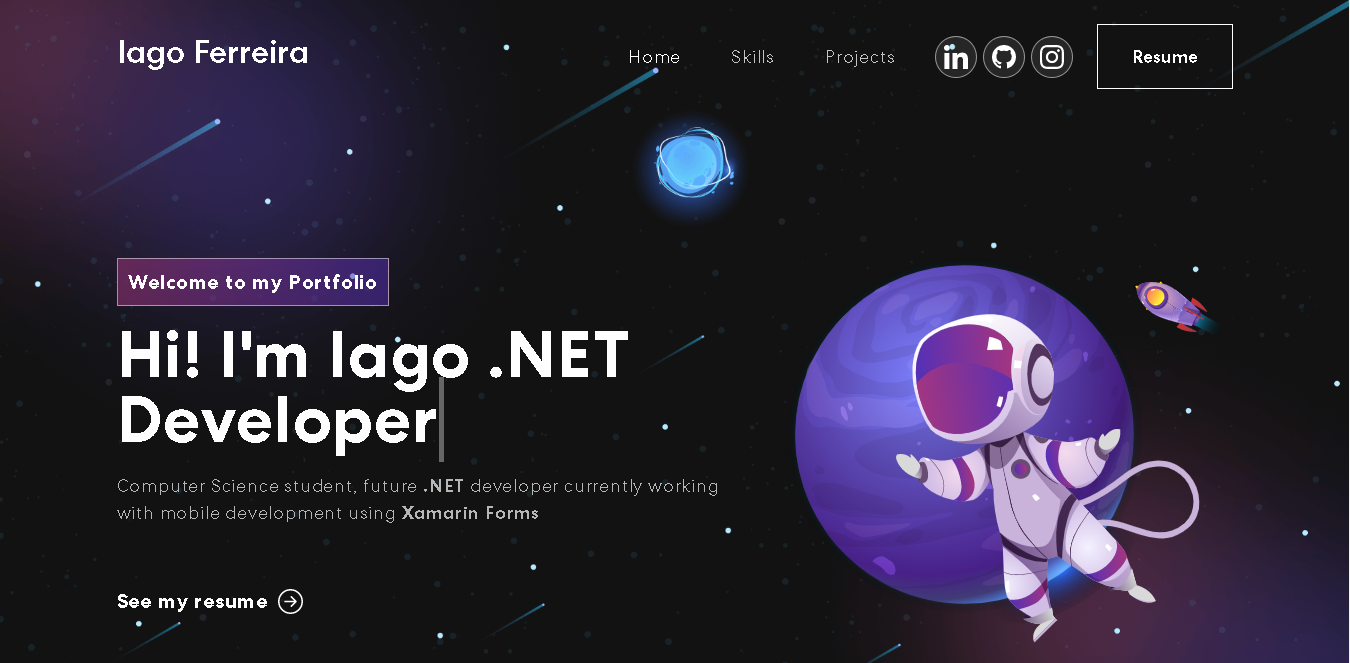 Iago Ferreira
Home
Skills
Projects
in
Resume
Welcome to my Portfolio
Hi! I'm Iago .NET
Developer
Computer Science student, future .NET developer currently working
with mobile development using Xamarin Forms
See my resume